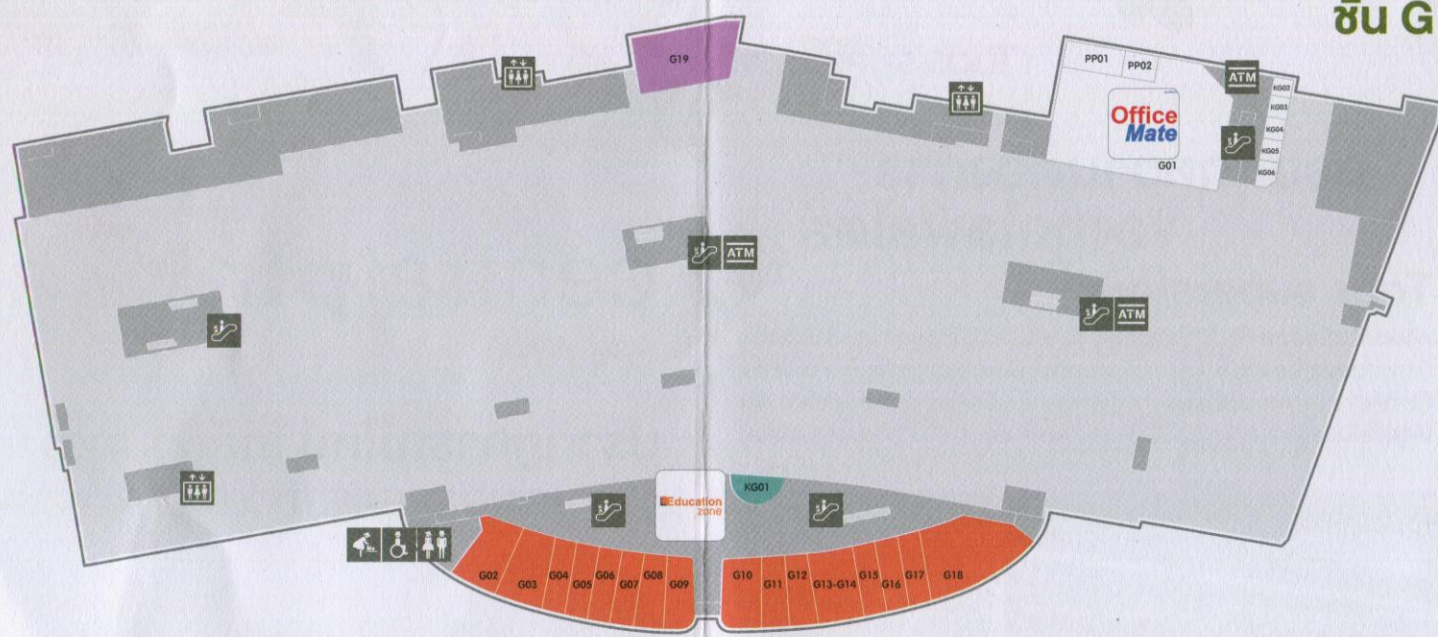 ชั้น G
G19
PP01
PP02
ATM
KG02
KG03
KG04
KG05
KG06
Office
Mate
G01
ATM
ATM
KG01
Education
zone
G02
G03
G04
G05
G06
G07
G08
G09
G10
G11
G12
G13-G14
G15
G16
G17
G18